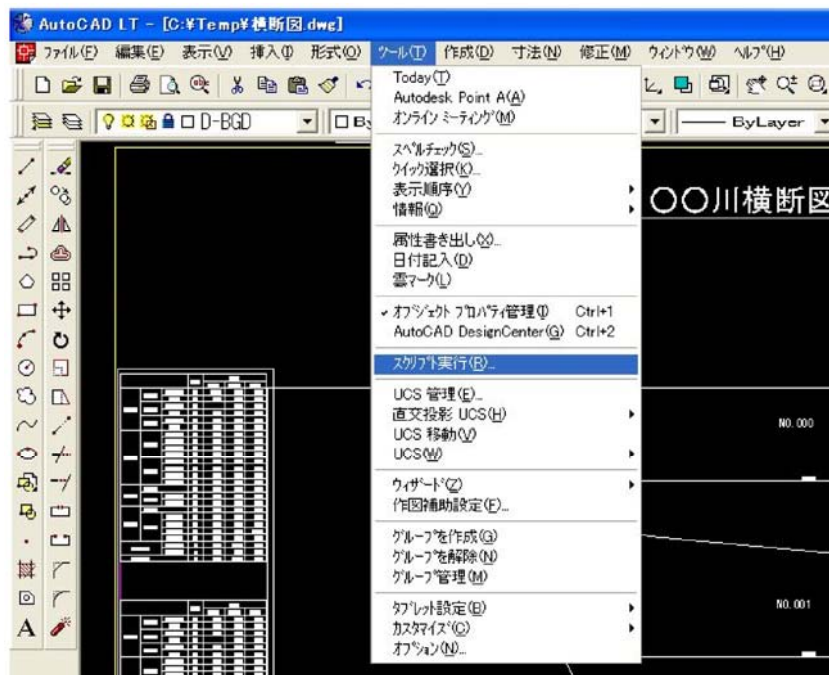 AutoCAD LT - [C:¥Temp¥横断図.dwg]
ファイル(F) 編集(E) 表示(V) 挿入(I) 形式(O) ツール(T) 作成(D) 寸法(N) 修正(M) ウィンドウ(W) ヘルプ(H)
Today(T)
Autodesk Point A(A)
オンライン ミーティング(M)
D-BGD
ByLayer
スペルチェック(S)...
クイック選択(K)...
表示順序(Y)
情報(Q)
〇〇川横断図
属性書き出し(X)...
日付記入(D)
雲マーク(L)
オブジェクト プロパティ管理(I) Ctrl+1
AutoCAD DesignCenter(G) Ctrl+2
スクリプト実行(R)...
UCS 管理(E)...
直交投影 UCS(H)
UCS 移動(V)
UCS(W)
NO.000
ウィザード(Z)
作図補助設定(F)...
グループを作成(G)
グループを解除(N)
グループ管理(M)
タブレット設定(B)
カスタマイズ(C)
オプション(N)...
NO.001
A